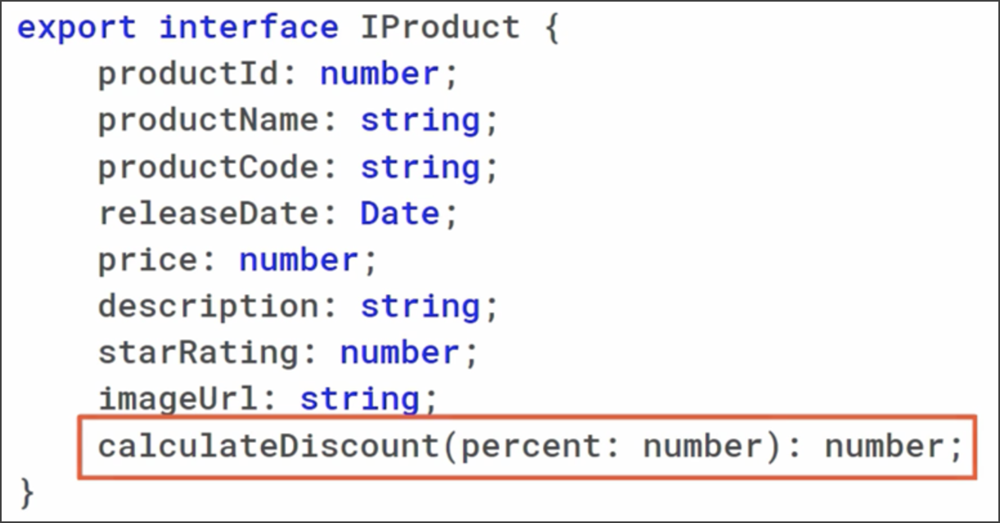 export interface IProduct {
productId: number;
productName: string;
productCode: string;
releaseDate: Date;
price: number;
description: string;
starRating: number;
imageUrl: string;
calculateDiscount(percent: number): number;
}